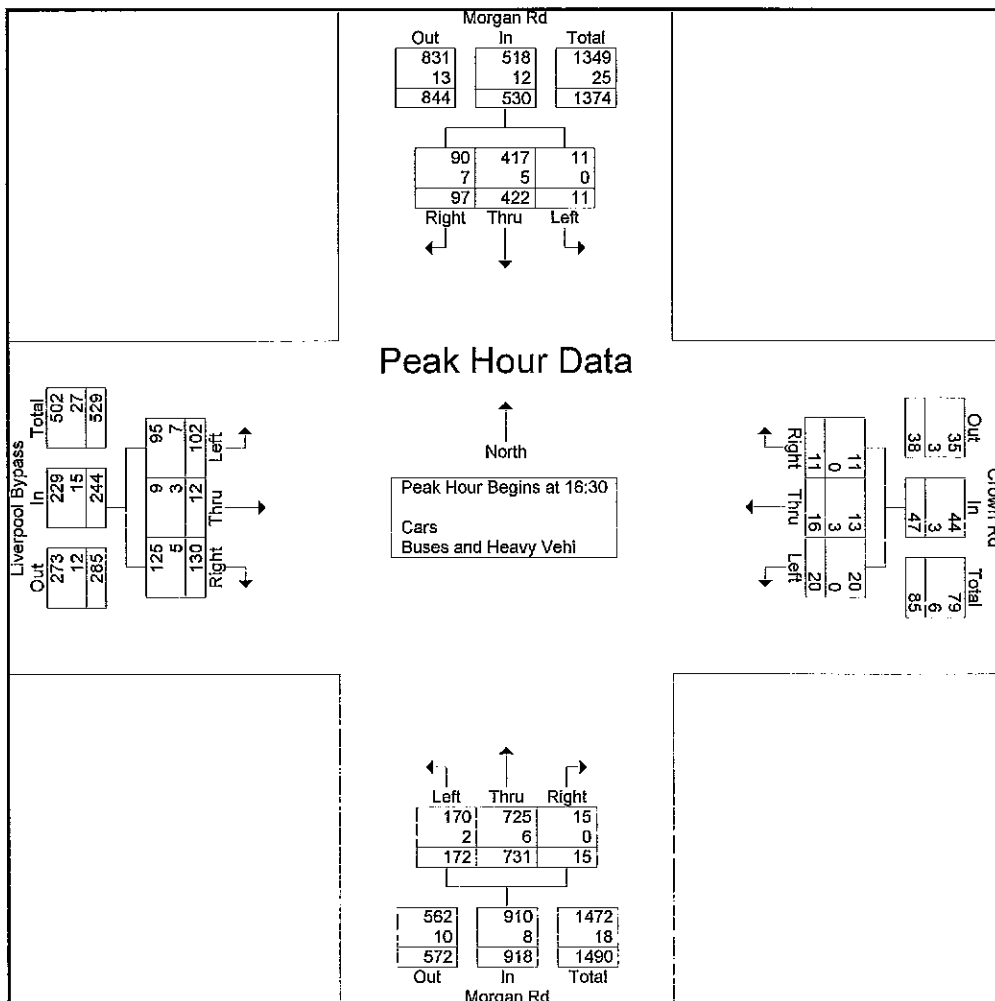 Morgan Rd
Out In Total
831 518 1349
13 12 25
844 530 1374
90 417 11
7 5 0
97 422 11
Right Thru Left
Peak Hour Data
North
Peak Hour Begins at 16:30
Cars
Buses and Heavy Vehi
Liverpool Bypass
Out In Total
273 229 502
12 15 27
285 244 529
Right Thru Left
125 9 95
5 3 7
130 12 102
Crown Rd
Out In Total
35 44 79
3 3 6
38 47 85
Right Thru Left
11 13 20
0 3 0
11 16 20
Left Thru Right
170 725 15
2 6 0
172 731 15
562 910 1472
10 8 18
572 918 1490
Out In Total
Morgan Rd